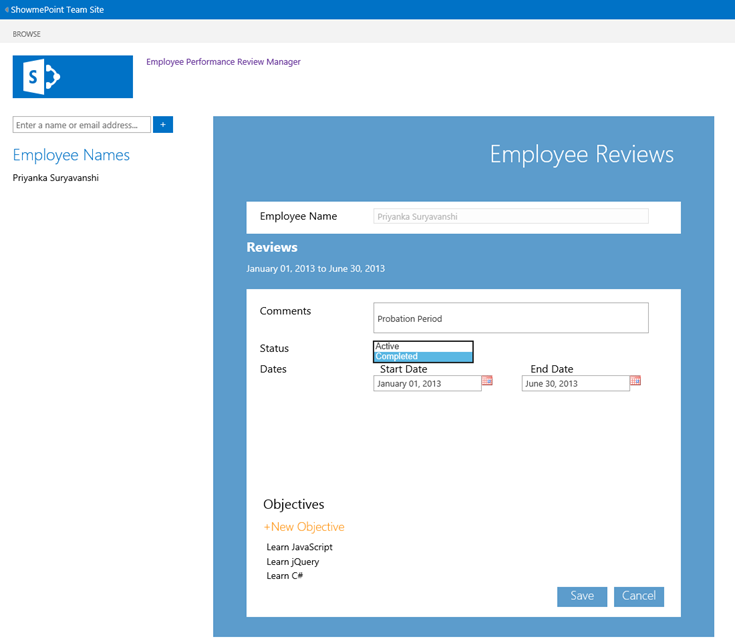 ShowmePoint Team Site
BROWSE
S
Employee Performance Review Manager
Enter a name or email address... +
Employee Names
Priyanka Suryavanshi
Employee Reviews
Employee Name Priyanka Suryavanshi
Reviews
January 01, 2013 to June 30, 2013
Comments Probation Period
Status Active
Completed
Dates Start Date End Date
January 01, 2013 June 30, 2013
Objectives
+New Objective
Learn JavaScript
Learn jQuery
Learn C#
Save Cancel